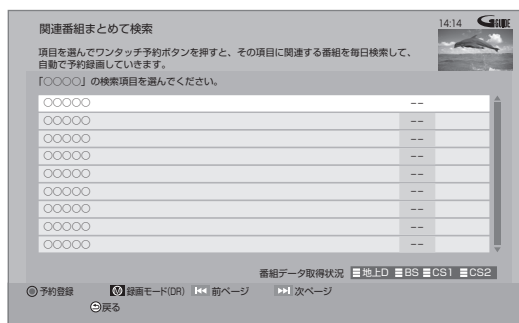 関連番組まとめて検索
14:14 GGUIDE
項目を選んでワンタッチ予約ボタンを押すと、その項目に関連する番組を毎日検索して、
自動で予約録画していきます。
「○○○○」の検索項目を選んでください。
○○○○○ --
○○○○○ --
○○○○○ --
○○○○○ --
○○○○○ --
○○○○○ --
○○○○○ --
○○○○○ --
○○○○○ --
番組データ取得状況 地上D BS CS1 CS2
予約登録 録画モード(DR) 前ページ 次ページ
戻る